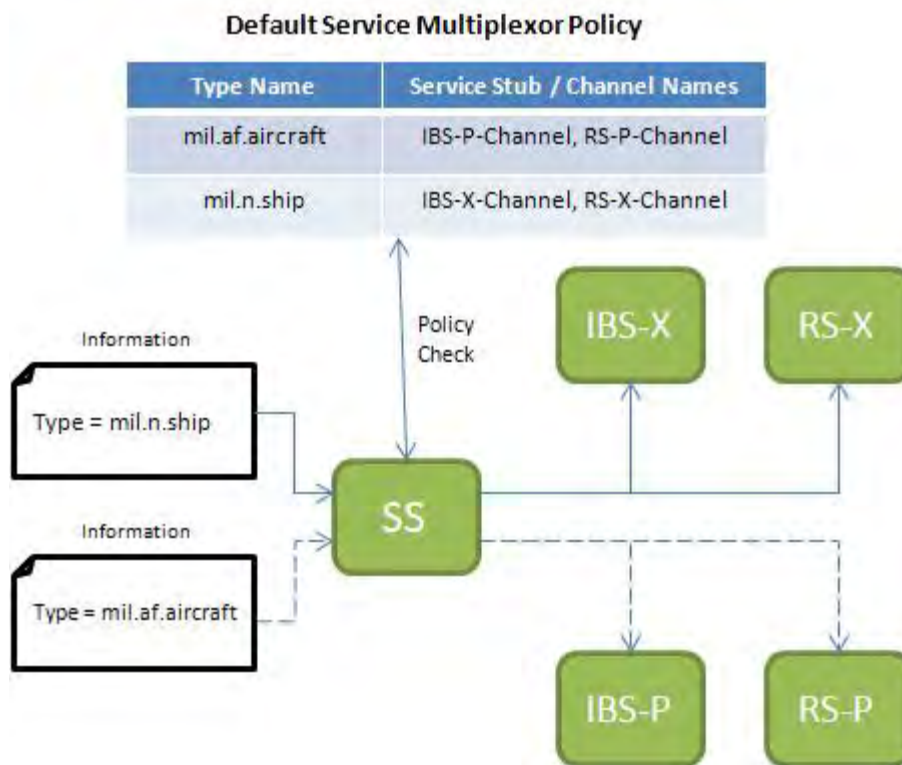 Default Service Multiplexor Policy
Type Name
Service Stub / Channel Names
mil.af.aircraft
IBS-P-Channel, RS-P-Channel
mil.n.ship
IBS-X-Channel, RS-X-Channel
Policy
Check
IBS-X
RS-X
Information
Type = mil.n.ship
SS
Information
Type = mil.af.aircraft
IBS-P
RS-P